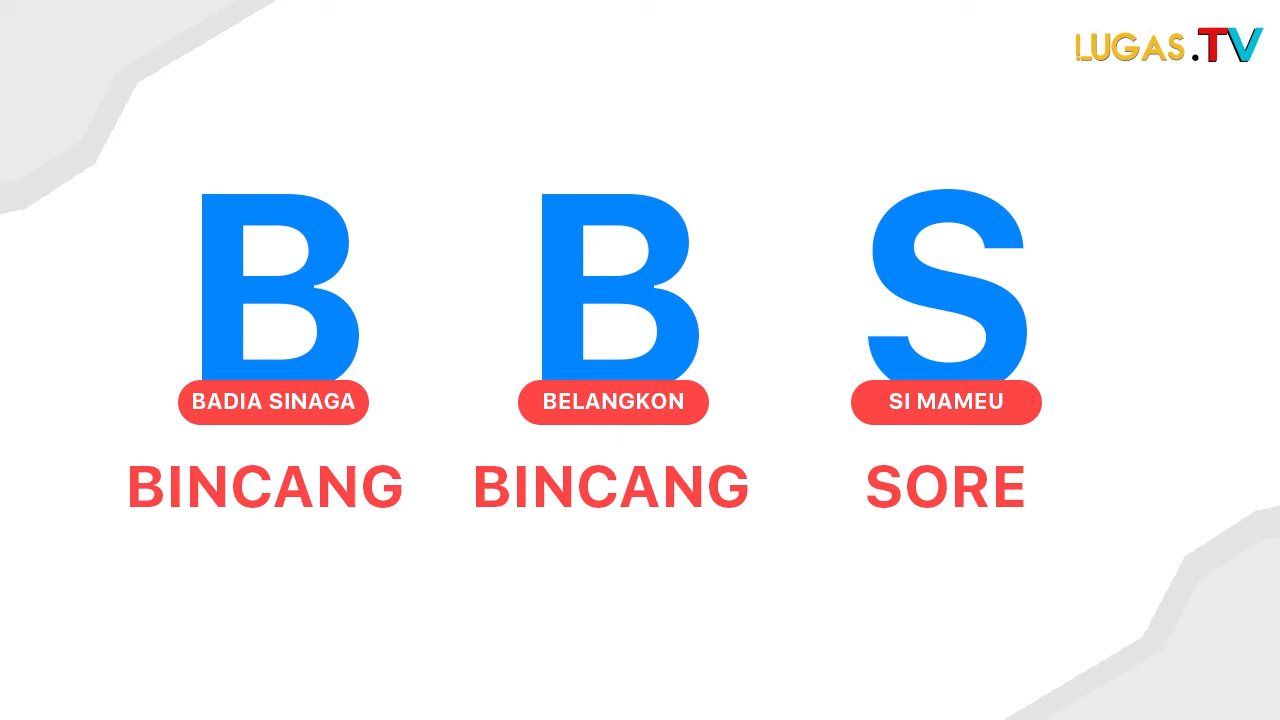 LUGAS.TV
B B S
BADIA SINAGA BELANGKON SI MAMEU
BINCANG BINCANG SORE